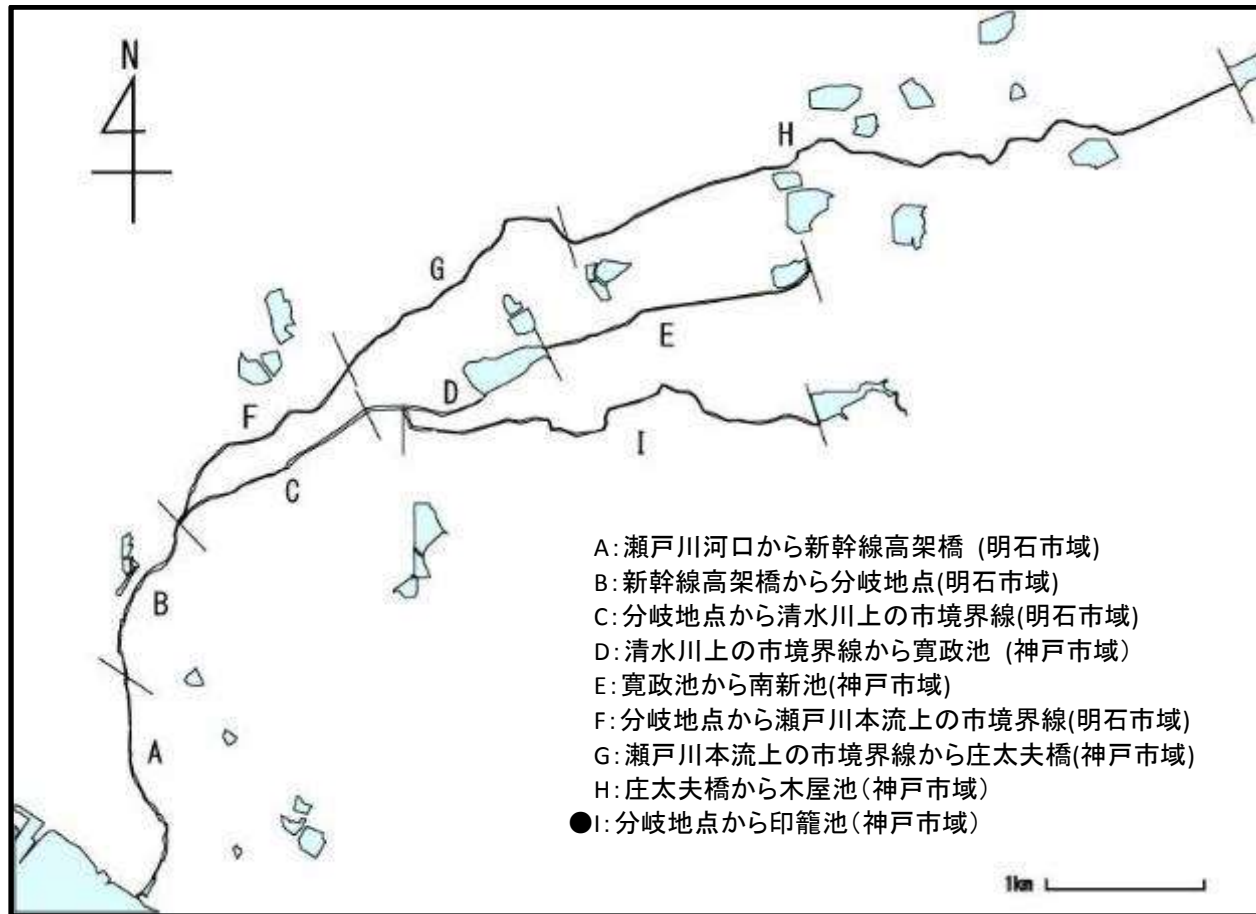 N
H
G
E
D
F
I
C
B
A
A:瀬戸川河口から新幹線高架橋 (明石市域)
B:新幹線高架橋から分岐地点(明石市域)
C:分岐地点から清水川上の市境界線(明石市域)
D:清水川上の市境界線から寛政池 (神戸市域)
E:寛政池から南新池(神戸市域)
F:分岐地点から瀬戸川本流上の市境界線(明石市域)
G:瀬戸川本流上の市境界線から庄太夫橋(神戸市域)
H:庄太夫橋から木屋池(神戸市域)
●I:分岐地点から印籠池(神戸市域)
1km